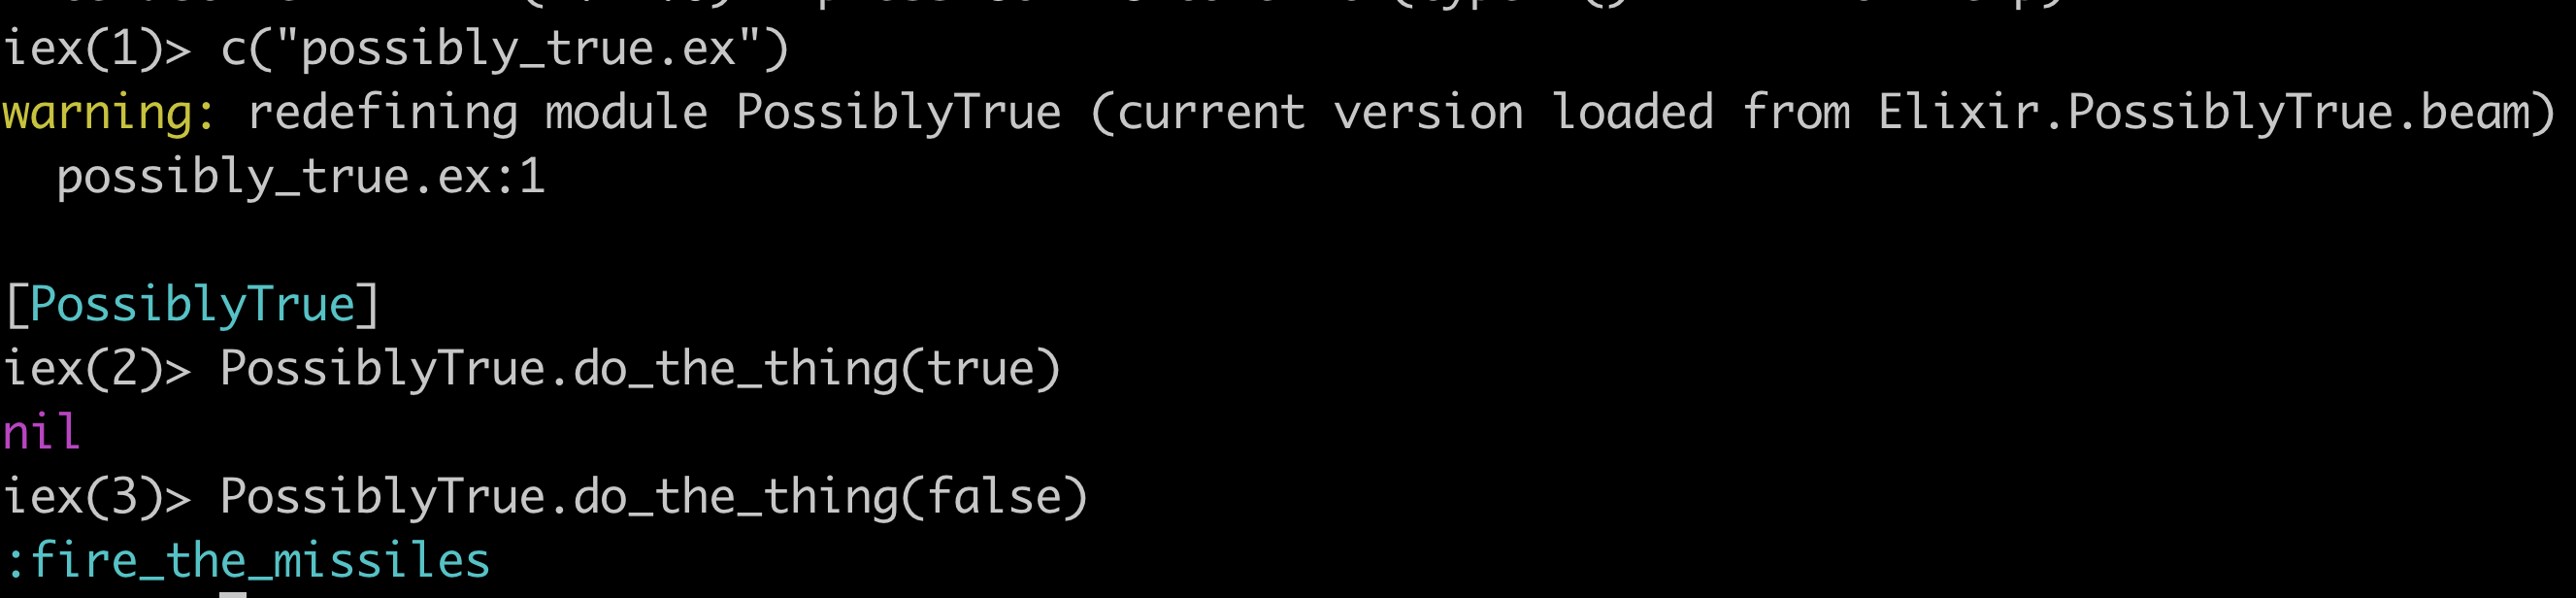 iex(1)> c("possibly_true.ex")
warning: redefining module PossiblyTrue (current version loaded from Elixir.PossiblyTrue.beam)
  possibly_true.ex:1
[PossiblyTrue]
iex(2)> PossiblyTrue.do_the_thing(true)
nil
iex(3)> PossiblyTrue.do_the_thing(false)
:fire_the_missiles